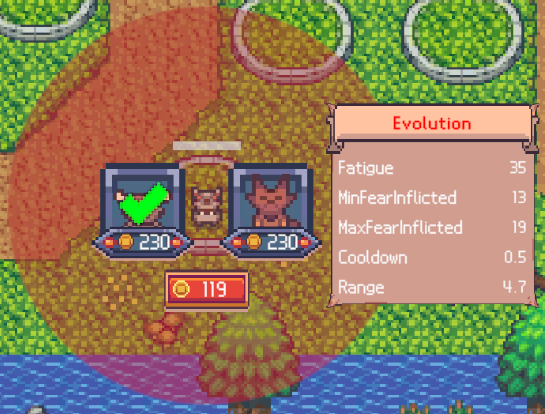 Evolution
Fatigue 35
MinFearInflicted 13
MaxFearInflicted 19
Cooldown 0.5
Range 4.7
230 230
119